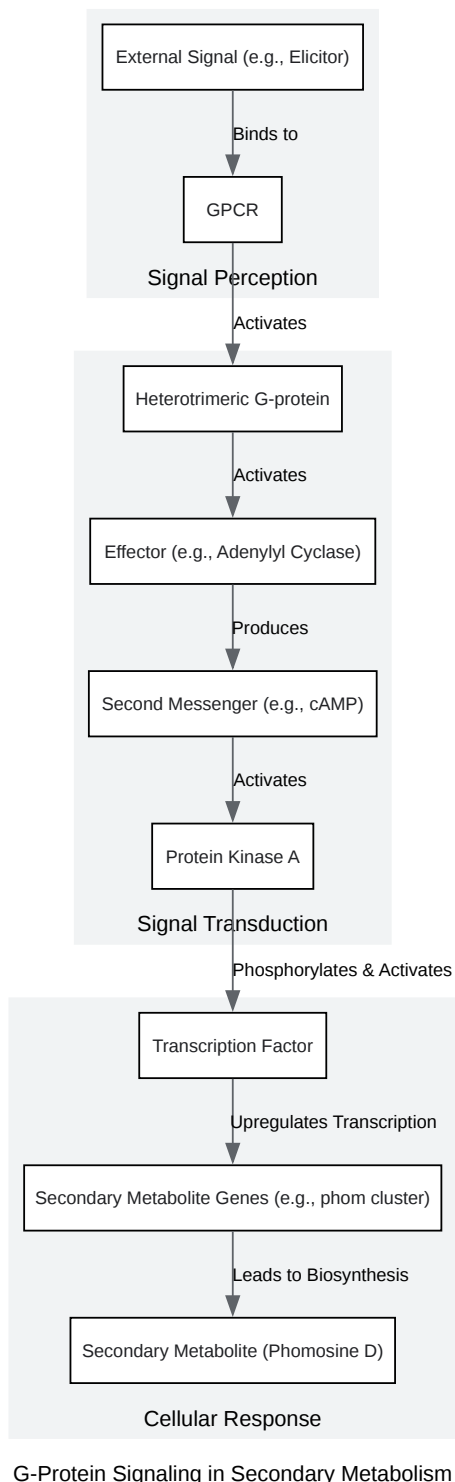 External Signal (e.g., Elicitor)
Binds to
GPCR
Signal Perception
Activates
Heterotrimeric G-protein
Activates
Effector (e.g., Adenylyl Cyclase)
Produces
Second Messenger (e.g., cAMP)
Activates
Protein Kinase A
Signal Transduction
Phosphorylates & Activates
Transcription Factor
Upregulates Transcription
Secondary Metabolite Genes (e.g., phom cluster)
Leads to Biosynthesis
Secondary Metabolite (Phomosine D)
Cellular Response
G-Protein Signaling in Secondary Metabolism